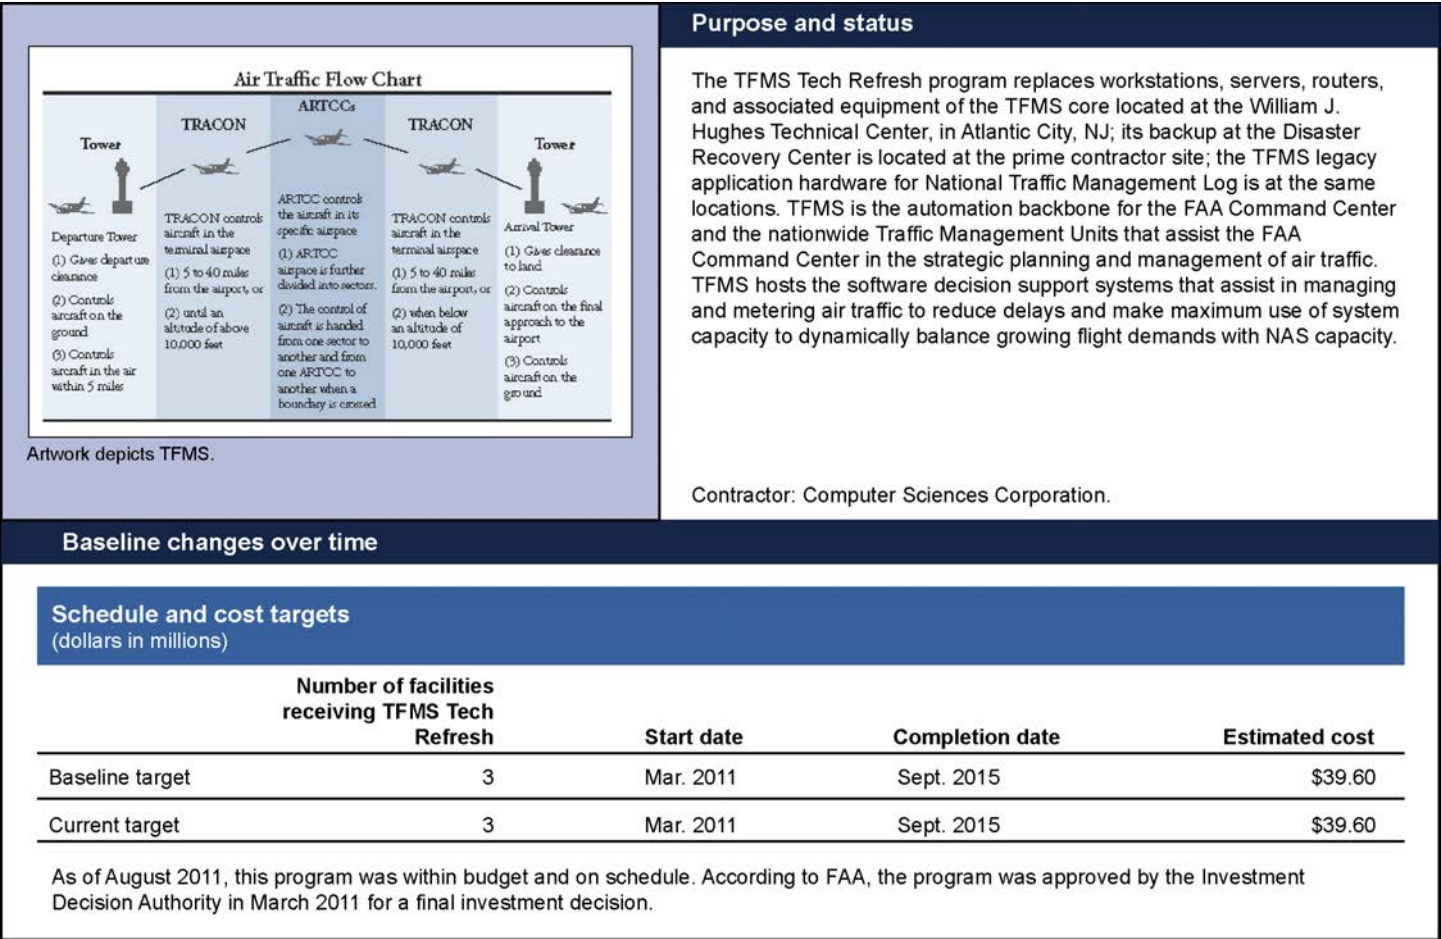 Air Traffic Flow Chart
Tower
Departure Tower
(1) Gives departure
clearance
(2) Controls
aircraft on the
ground
(3) Controls
aircraft in the air
within 5 miles
TRACON
TRACON controls
aircraft in the
terminal airspace
(1) 5 to 40 miles
from the airport, or
(2) until an
altitude of above
10,000 feet
ARTCCs
ARTCC controls
the aircraft in its
specific airspace
(1) ARTCC
airspace is further
divided into sectors.
(2) The control of
aircraft is handed
from one sector to
another and from
one ARTCC to
another when a
boundary is crossed
TRACON
TRACON controls
aircraft in the
terminal airspace
(1) 5 to 40 miles
from the airport, or
(2) when below
an altitude of
10,000 feet
Tower
Arrival Tower
(1) Gives clearance
to land
(2) Controls
aircraft on the final
approach to the
airport
(3) Controls
aircraft on the
ground
Artwork depicts TFMS.
Purpose and status
The TFMS Tech Refresh program replaces workstations, servers, routers,
and associated equipment of the TFMS core located at the William J.
Hughes Technical Center, in Atlantic City, NJ; its backup at the Disaster
Recovery Center is located at the prime contractor site; the TFMS legacy
application hardware for National Traffic Management Log is at the same
locations. TFMS is the automation backbone for the FAA Command Center
and the nationwide Traffic Management Units that assist the FAA
Command Center in the strategic planning and management of air traffic.
TFMS hosts the software decision support systems that assist in managing
and metering air traffic to reduce delays and make maximum use of system
capacity to dynamically balance growing flight demands with NAS capacity.
Contractor: Computer Sciences Corporation.
Baseline changes over time
Schedule and cost targets
(dollars in millions)
Number of facilities
receiving TFMS Tech
Refresh Start date Completion date Estimated cost
Baseline target 3 Mar. 2011 Sept. 2015 $39.60
Current target 3 Mar. 2011 Sept. 2015 $39.60
As of August 2011, this program was within budget and on schedule. According to FAA, the program was approved by the Investment
Decision Authority in March 2011 for a final investment decision.